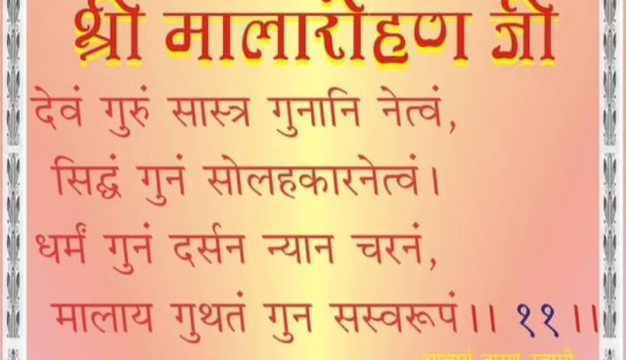 श्री मालारोहण जी
देवं गुरुं सास्त्र गुनानि नेत्वं,
सिद्धं गुनं सोलहकारनेत्वं।
धर्मं गुनं दर्सन न्यान चरनं,
मालाय गुथतं गुन सस्वरूपं।। ११ ।।